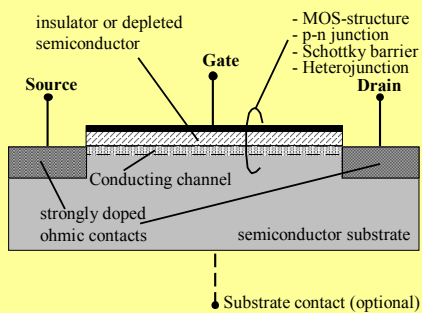 insulator or depleted
semiconductor
- MOS-structure
- p-n junction
- Schottky barrier
- Heterojunction
Source
Gate
Drain
Conducting channel
strongly doped
ohmic contacts
semiconductor substrate
Substrate contact (optional)